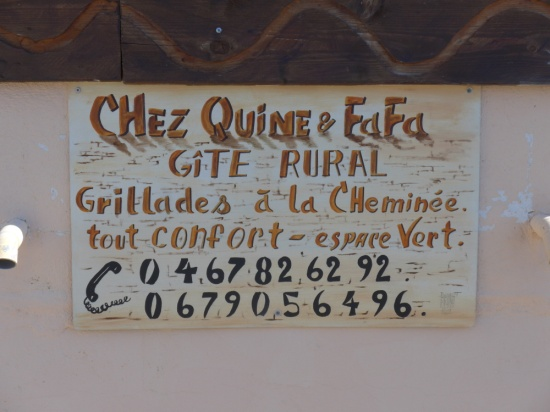 CHEZ QUINE & FaFa
GÎTE RURAL
Grillades à la CHeminée.
tout confort - espace Vert.
0 4 67 82 62 92.
0 6 79 05 64 96.